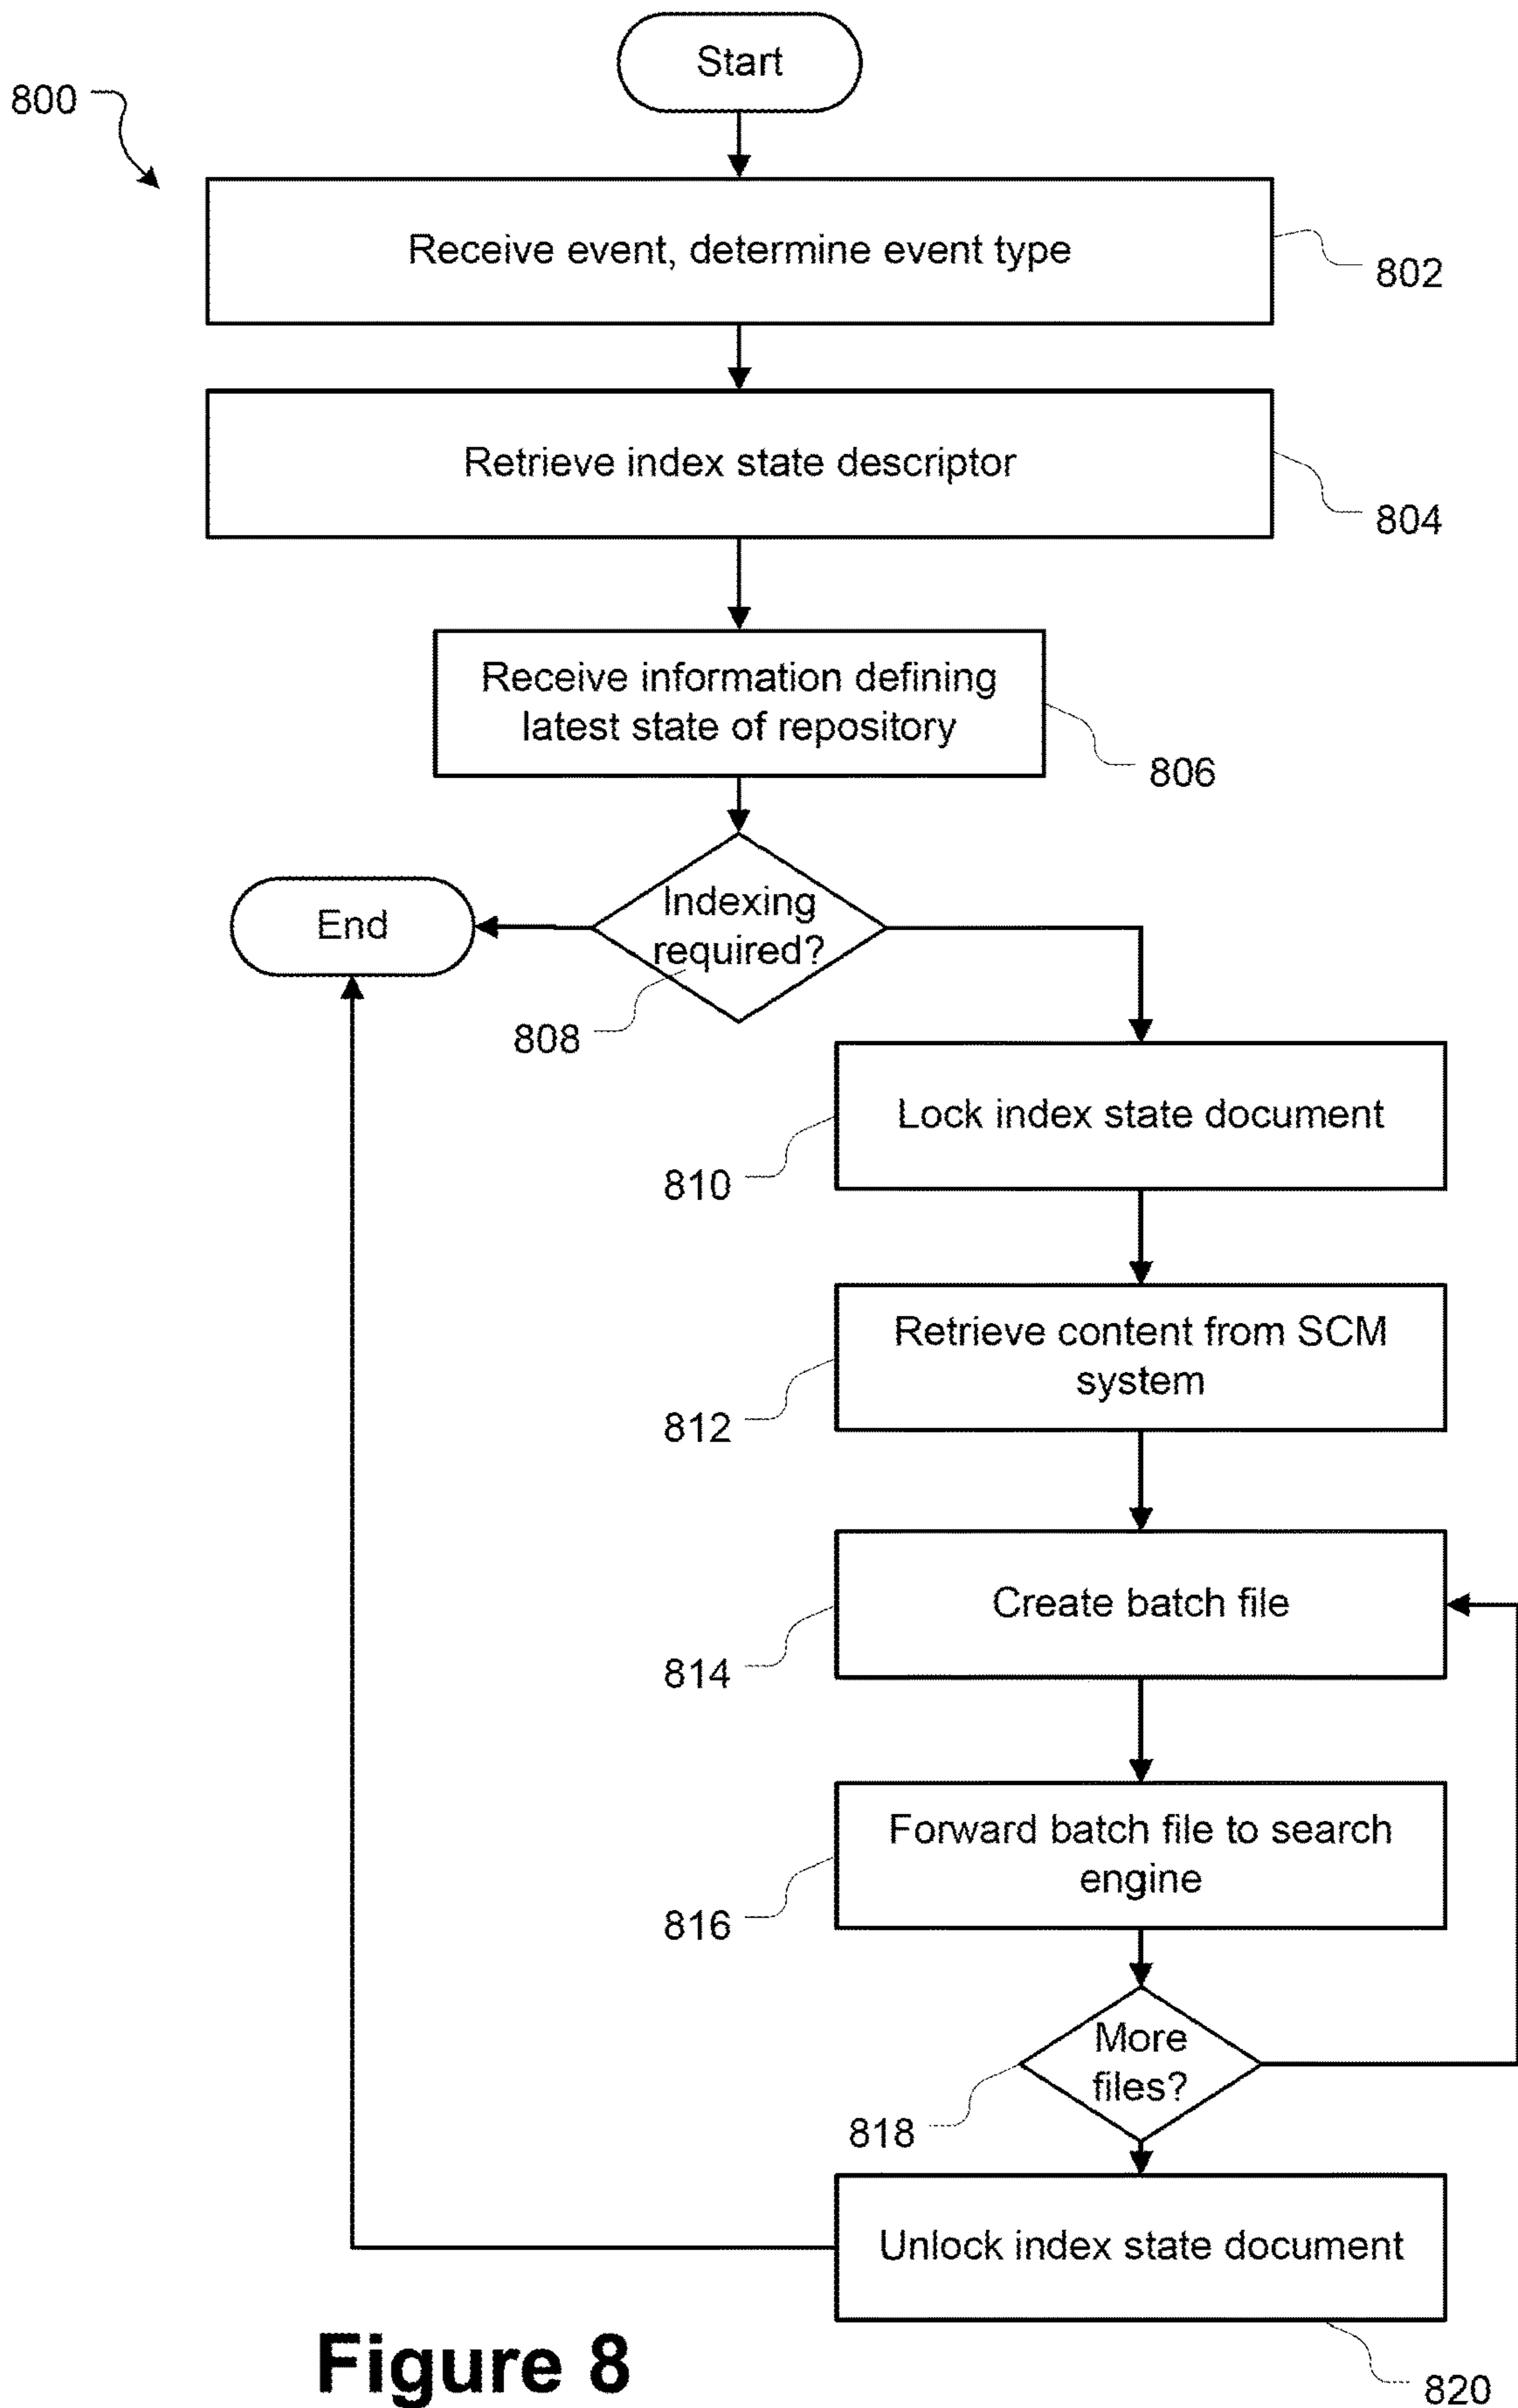 Start
800
Receive event, determine event type
802
Retrieve index state descriptor
804
Receive information defining
latest state of repository
806
Indexing
required?
End
808
Lock index state document
810
Retrieve content from SCM
system
812
Create batch file
814
Forward batch file to search
engine
816
More
files?
818
Unlock index state document
820
Figure 8